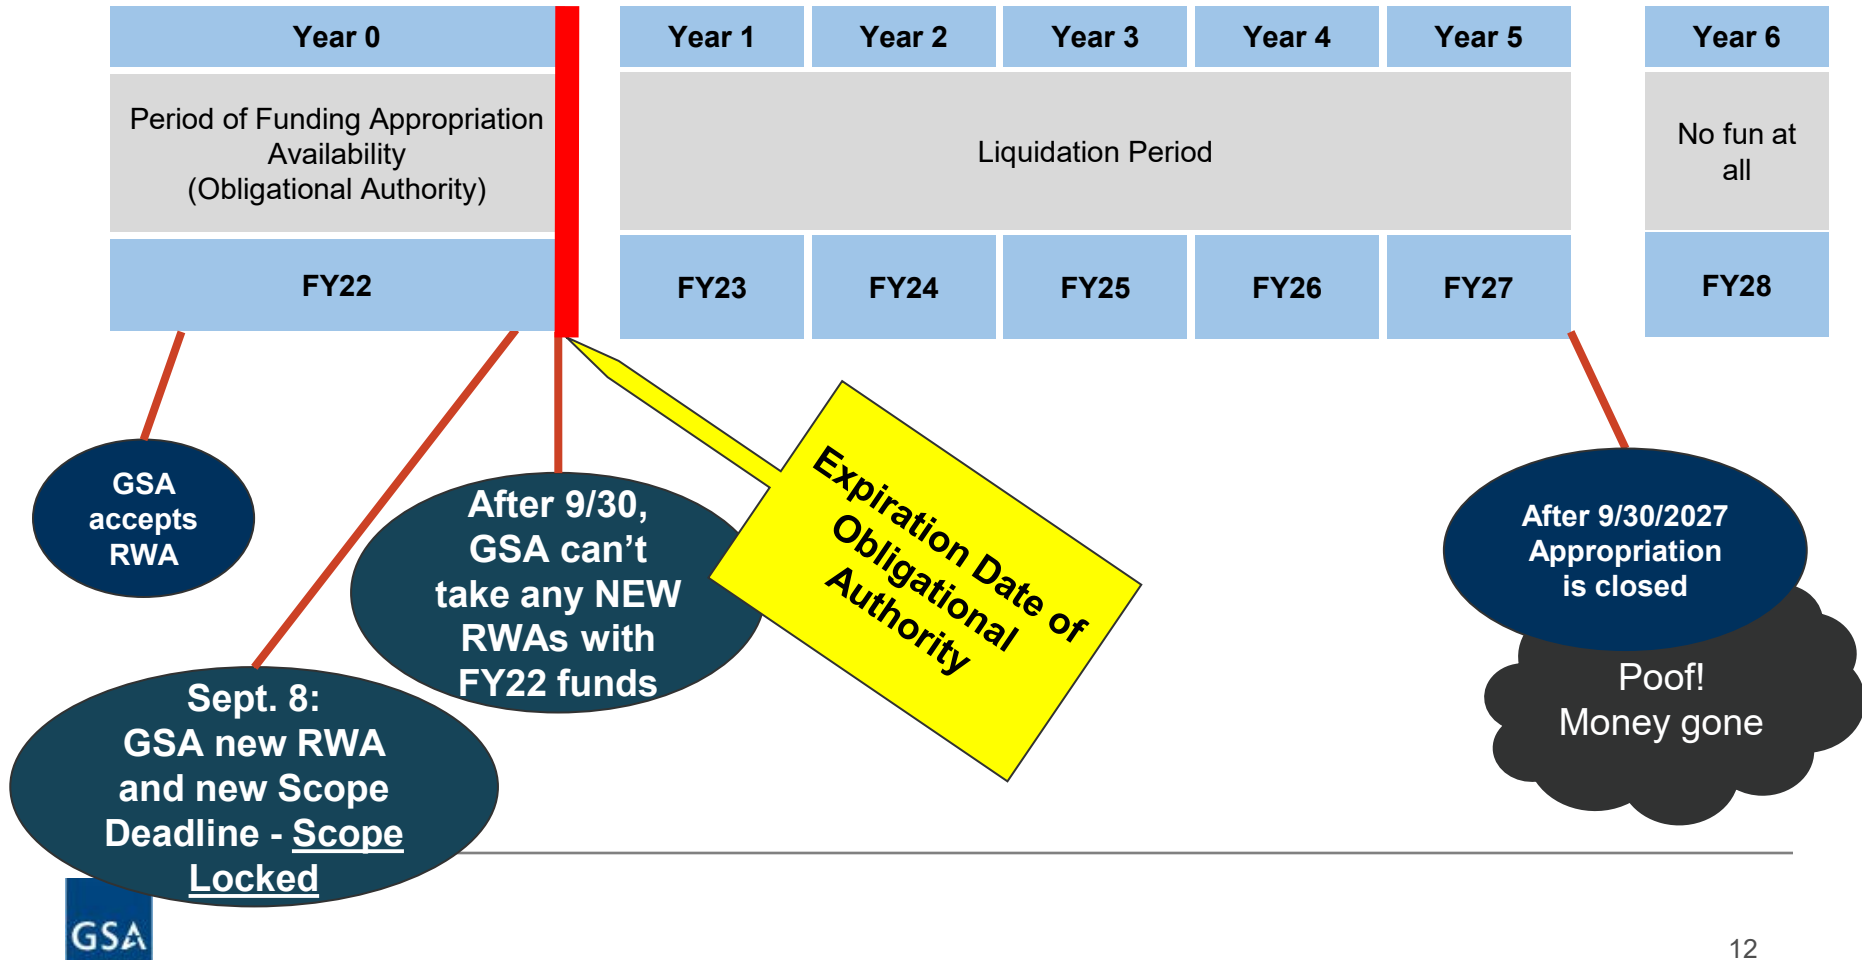 Year 0
Year 1
Year 2
Year 3
Year 4
Year 5
Year 6
Period of Funding Appropriation
Availability
(Obligational Authority)
Liquidation Period
No fun at
all
FY22
FY23
FY24
FY25
FY26
FY27
FY28
GSA
accepts
RWA
Sept. 8:
GSA new RWA
and new Scope
Deadline - Scope
Locked
After 9/30,
GSA can’t
take any NEW
RWAs with
FY22 funds
Expiration Date of
Obligational
Authority
After 9/30/2027
Appropriation
is closed
Poof!
Money gone
GSA
12